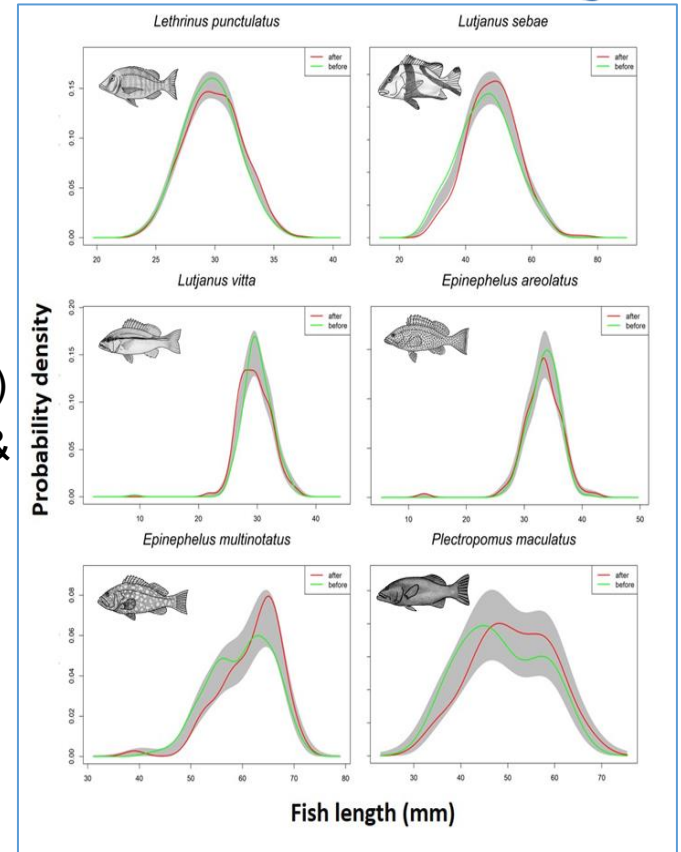 Lethrinus punctulatus
Lutjanus sebae
after
before
after
before
0.15
0.10
0.05
0.00
20 25 30 35 40
20 40 60 80
Lutjanus vitta
Epinephelus areolatus
after
before
after
before
0.20
0.15
0.10
0.05
0.00
10 20 30 40
10 20 30 40 50
)
&
Probability density
Epinephelus multinotatus
Plectropomus maculatus
after
before
after
before
0.08
0.06
0.04
0.02
0.00
30 40 50 60 70 80
30 40 50 60 70
Fish length (mm)